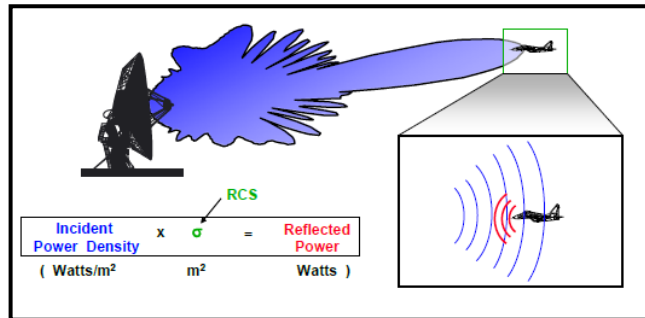 RCS
Incident x σ = Reflected
Power Density Power
( Watts/m² m² Watts )